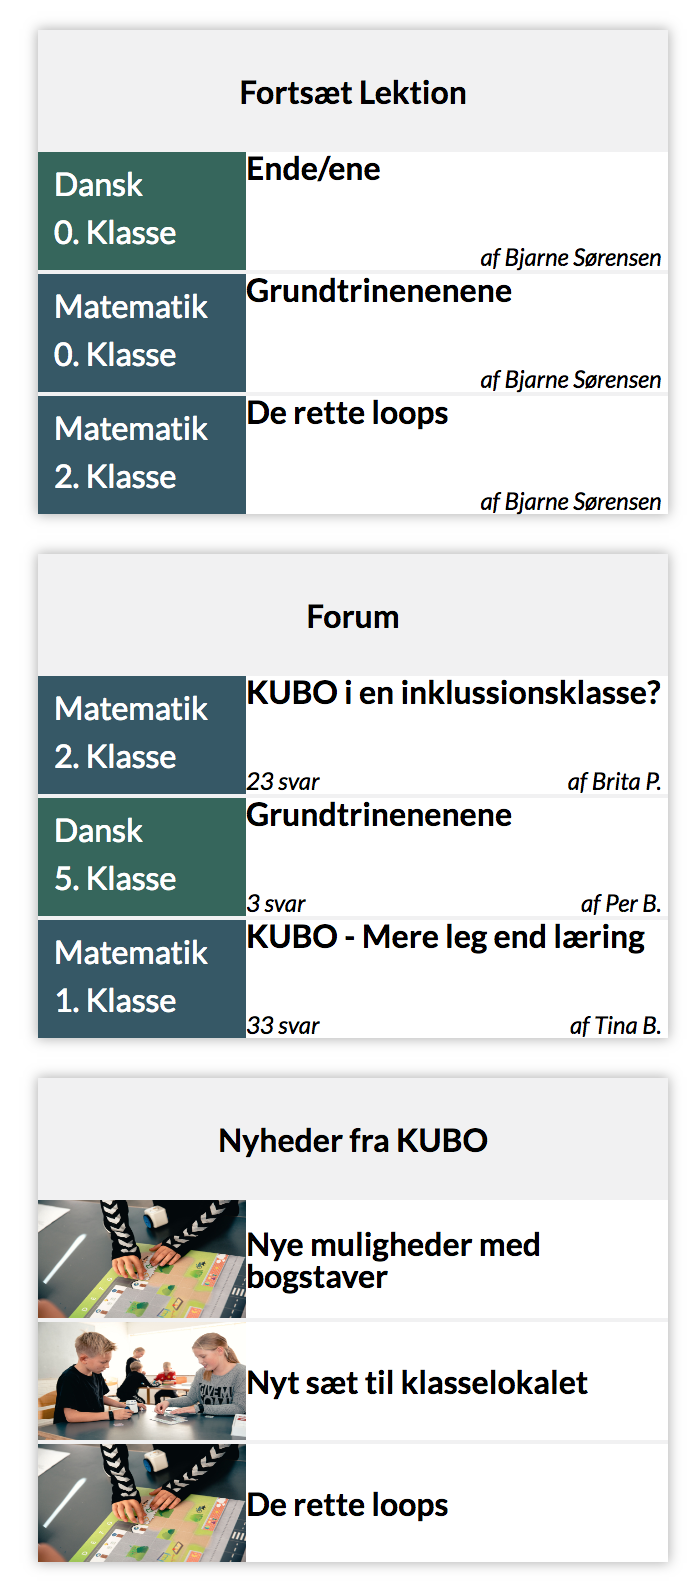 Fortsæt Lektion
Dansk
0. Klasse
Ende/ene
af Bjarne Sørensen
Matematik
0. Klasse
Grundtrinenenene
af Bjarne Sørensen
Matematik
2. Klasse
De rette loops
af Bjarne Sørensen
Forum
Matematik
2. Klasse
KUBO i en inklussionsklasse?
23 svar af Brita P.
Dansk
5. Klasse
Grundtrinenenene
3 svar af Per B.
Matematik
1. Klasse
KUBO - Mere leg end læring
33 svar af Tina B.
Nyheder fra KUBO
Nye muligheder med
bogstaver
Nyt sæt til klasselokalet
De rette loops